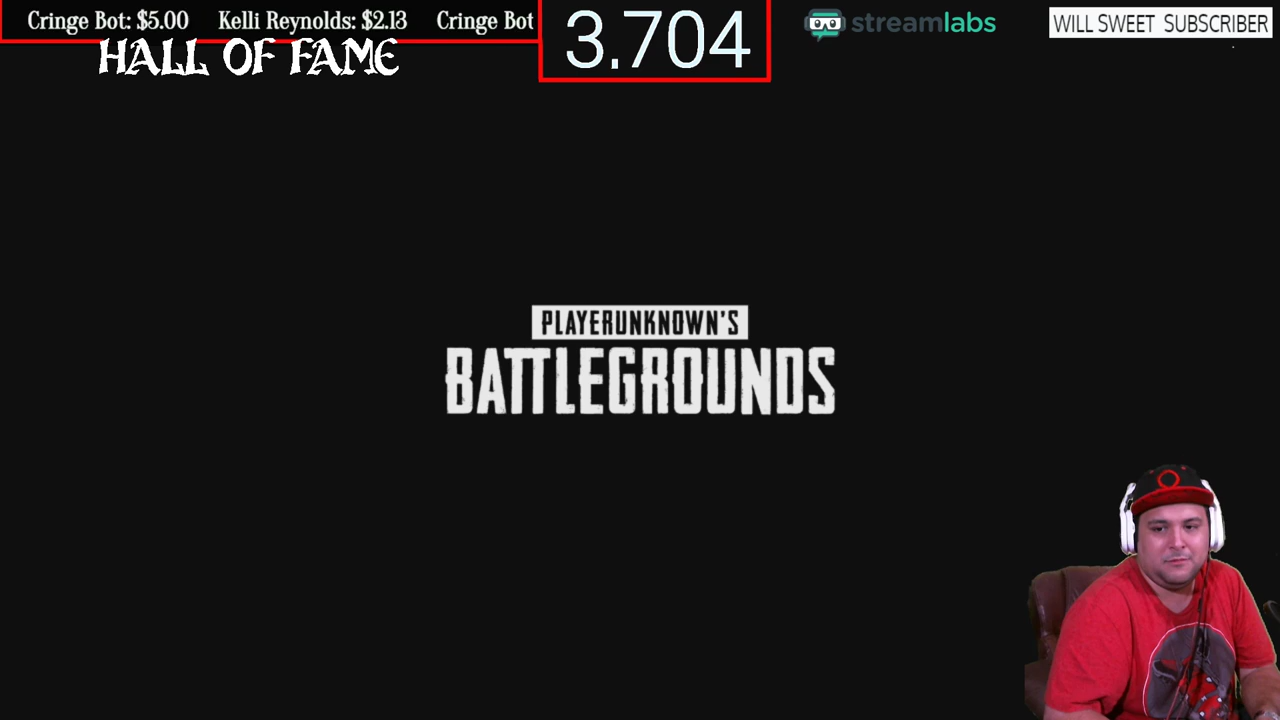 Cringe Bot: $5.00 Kelli Reynolds: $2.13 Cringe Bot
HALL OF FAME
3.704
streamlabs
WILL SWEET SUBSCRIBER
PLAYERUNKNOWN'S
BATTLEGROUNDS